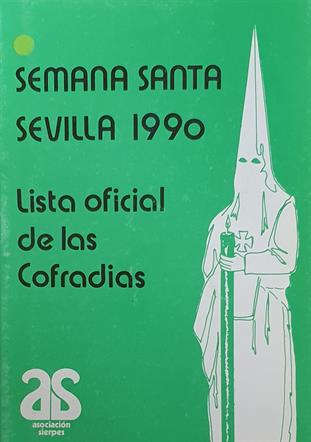 SEMANA SANTA
SEVILLA 1990
Lista oficial
de las
Cofradias
as
asociación
sierpes